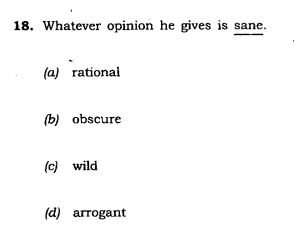 18. Whatever opinion he gives is sane.
(a) rational
(b) obscure
(c) wild
(d) arrogant